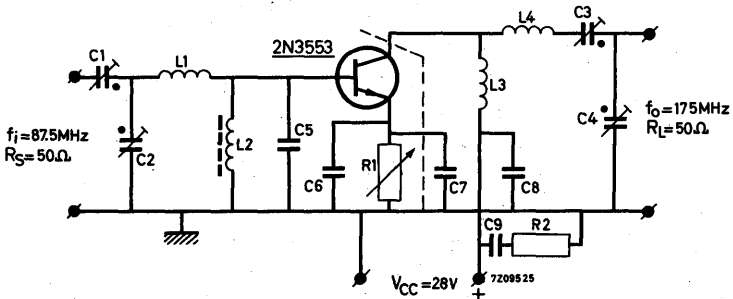 2N3553
C1
L1
L4
C3
fi=87.5MHz
RS=50Ω
C2
L2
C5
C6
R1
C7
L3
C8
C4
fo=175MHz
RL=50Ω
C9
R2
VCC=28V
7Z09525
+